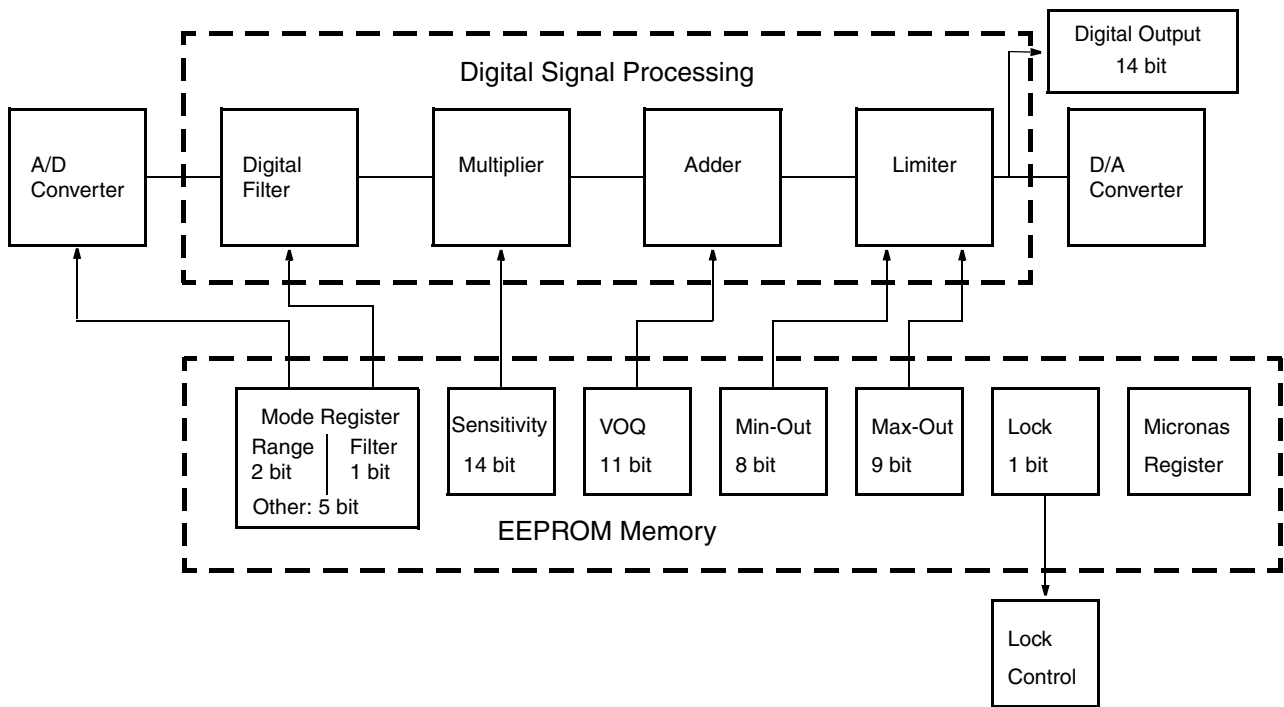 Digital Output
14 bit
Digital Signal Processing
A/D
Converter
Digital
Filter
Multiplier
Adder
Limiter
D/A
Converter
Mode Register
Range
2 bit
Filter
1 bit
Other: 5 bit
Sensitivity
14 bit
VOQ
11 bit
Min-Out
8 bit
Max-Out
9 bit
Lock
1 bit
Micronas
Register
EEPROM Memory
Lock
Control